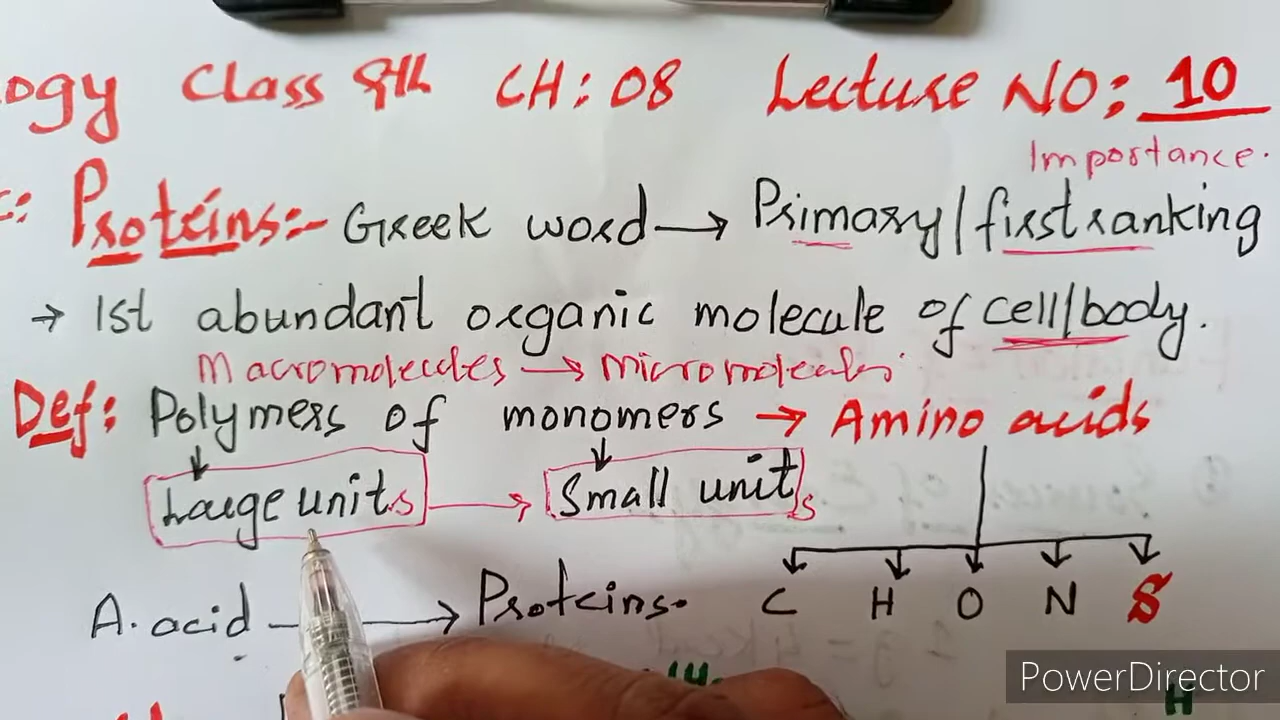 ogy Class 9th CH: 08 Lecture NO: 10
Importance.
Proteins:- Greek word → Primary/first ranking
→ 1st abundant organic molecule of cell/body.
Macromolecules → Micromolecules
Def: Polymers of monomers → Amino acids
Large units → Small units
A. acid → Proteins.
C H O N S
PowerDirector
H